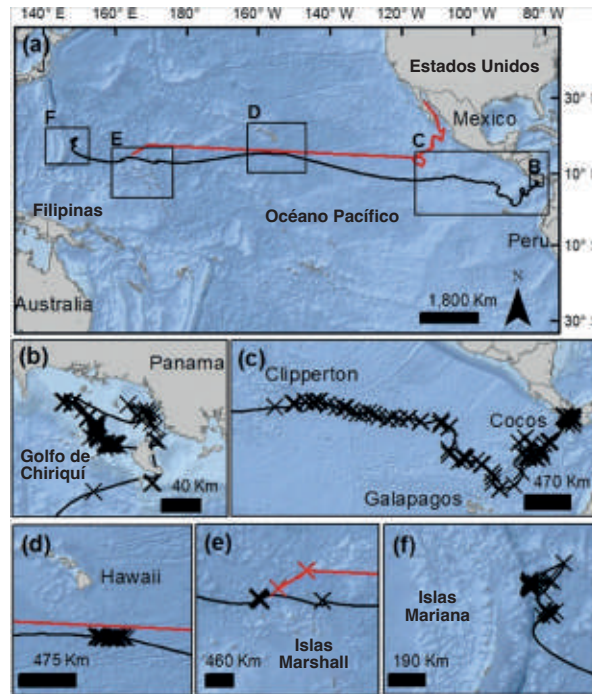 140° E 160° E 180° 160° W 140° W 120° W 100° W 80° W
(a)
Estados Unidos
30° N
Mexico
F
E
D
C
B
10° N
Filipinas
Océano Pacífico
Peru
10° S
N
Australia
1,800 Km
30° S
(b)
Panama
Golfo de
Chiriquí
40 Km
(c)
Clipperton
Cocos
Galapagos
470 Km
(d)
Hawaii
475 Km
(e)
Islas
Marshall
460 Km
(f)
Islas
Mariana
190 Km